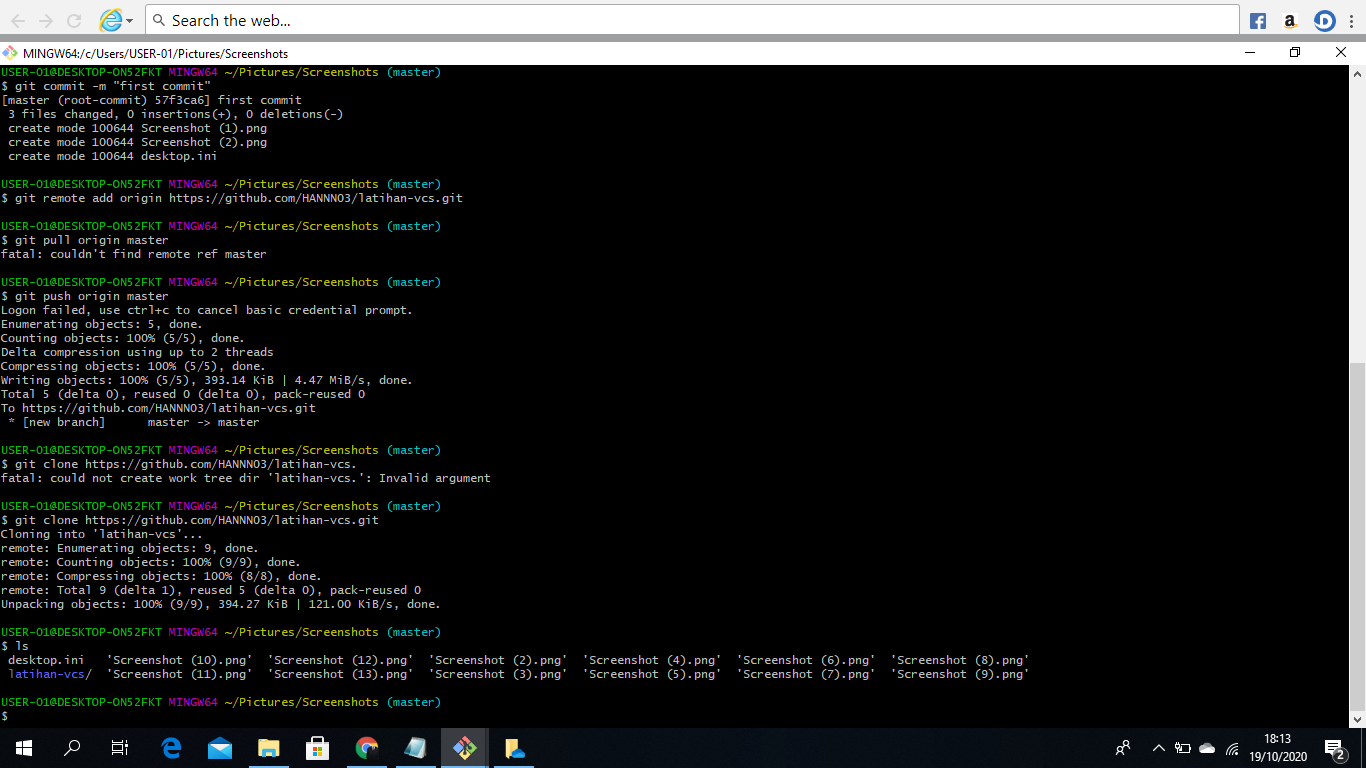 Search the web...
MINGW64:/c/Users/USER-01/Pictures/Screenshots
USER-01@DESKTOP-ON52FKT MINGW64 ~/Pictures/Screenshots (master)
$ git commit -m "first commit"
[master (root-commit) 57f3ca6] first commit
 3 files changed, 0 insertions(+), 0 deletions(-)
 create mode 100644 Screenshot (1).png
 create mode 100644 Screenshot (2).png
 create mode 100644 desktop.ini
USER-01@DESKTOP-ON52FKT MINGW64 ~/Pictures/Screenshots (master)
$ git remote add origin https://github.com/HANNNO3/latihan-vcs.git
USER-01@DESKTOP-ON52FKT MINGW64 ~/Pictures/Screenshots (master)
$ git pull origin master
fatal: couldn't find remote ref master
USER-01@DESKTOP-ON52FKT MINGW64 ~/Pictures/Screenshots (master)
$ git push origin master
Logon failed, use ctrl+c to cancel basic credential prompt.
Enumerating objects: 5, done.
Counting objects: 100% (5/5), done.
Delta compression using up to 2 threads
Compressing objects: 100% (5/5), done.
Writing objects: 100% (5/5), 393.14 KiB | 4.47 MiB/s, done.
Total 5 (delta 0), reused 0 (delta 0), pack-reused 0
To https://github.com/HANNNO3/latihan-vcs.git
 * [new branch]      master -> master
USER-01@DESKTOP-ON52FKT MINGW64 ~/Pictures/Screenshots (master)
$ git clone https://github.com/HANNNO3/latihan-vcs.
fatal: could not create work tree dir 'latihan-vcs.': Invalid argument
USER-01@DESKTOP-ON52FKT MINGW64 ~/Pictures/Screenshots (master)
$ git clone https://github.com/HANNNO3/latihan-vcs.git
Cloning into 'latihan-vcs'...
remote: Enumerating objects: 9, done.
remote: Counting objects: 100% (9/9), done.
remote: Compressing objects: 100% (8/8), done.
remote: Total 9 (delta 1), reused 5 (delta 0), pack-reused 0
Unpacking objects: 100% (9/9), 394.27 KiB | 121.00 KiB/s, done.
USER-01@DESKTOP-ON52FKT MINGW64 ~/Pictures/Screenshots (master)
$ ls
 desktop.ini   'Screenshot (10).png'  'Screenshot (12).png'  'Screenshot (2).png'  'Screenshot (4).png'  'Screenshot (6).png'  'Screenshot (8).png'
 latihan-vcs/  'Screenshot (11).png'  'Screenshot (13).png'  'Screenshot (3).png'  'Screenshot (5).png'  'Screenshot (7).png'  'Screenshot (9).png'
USER-01@DESKTOP-ON52FKT MINGW64 ~/Pictures/Screenshots (master)
$
18:13
19/10/2020
2